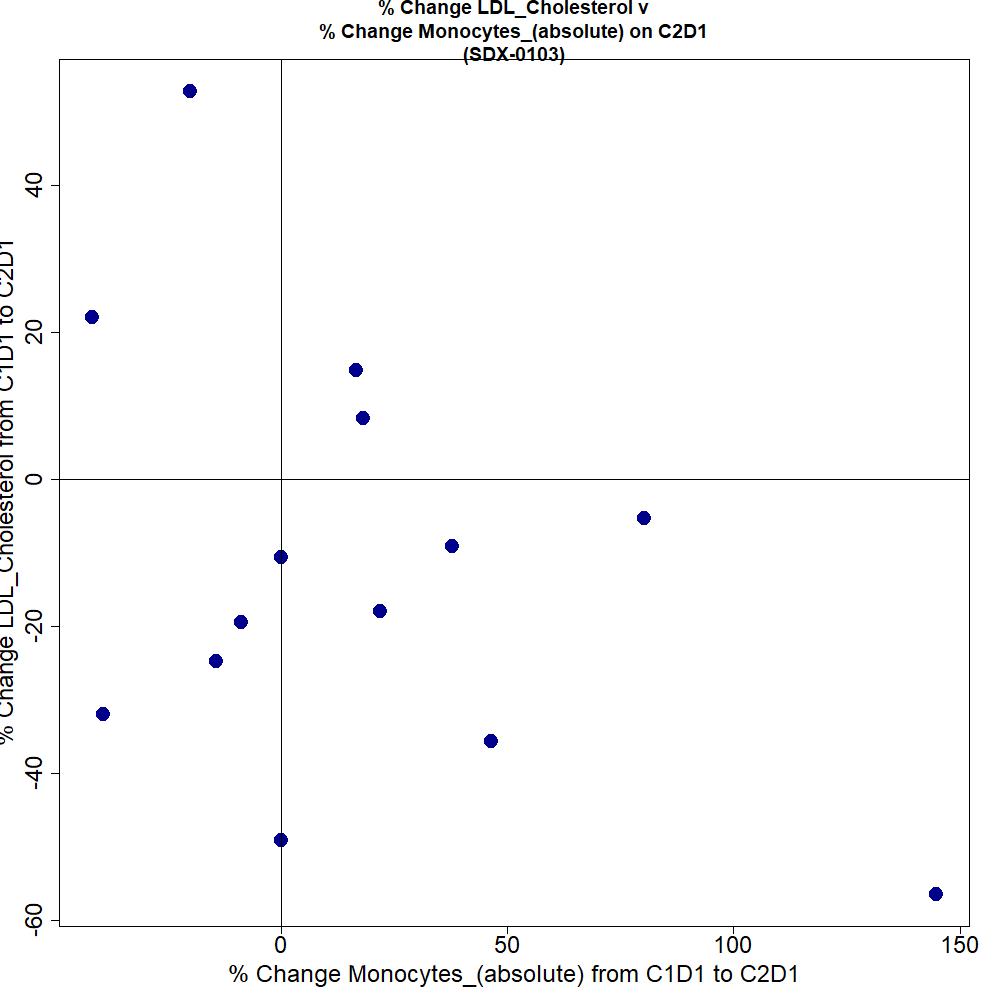 % Change LDL_Cholesterol v
% Change Monocytes_(absolute) on C2D1
(SDX-0103)
% Change LDL_Cholesterol from C1D1 to C2D1
40
20
0
-20
-40
-60
0
50
100
150
% Change Monocytes_(absolute) from C1D1 to C2D1